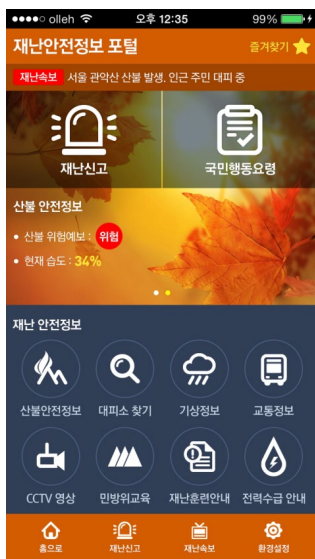 olleh 오후 12:35 99%
재난안전정보 포털 즐겨찾기
재난속보 서울 관악산 산불 발생. 인근 주민 대피 중
재난신고 국민행동요령
산불 안전정보
• 산불 위험예보 : 위험
• 현재 습도 : 34%
재난 안전정보
산불안전정보 대피소 찾기 기상정보 교통정보
CCTV 영상 민방위교육 재난훈련안내 전력수급 안내
홈으로 재난신고 재난속보 환경설정